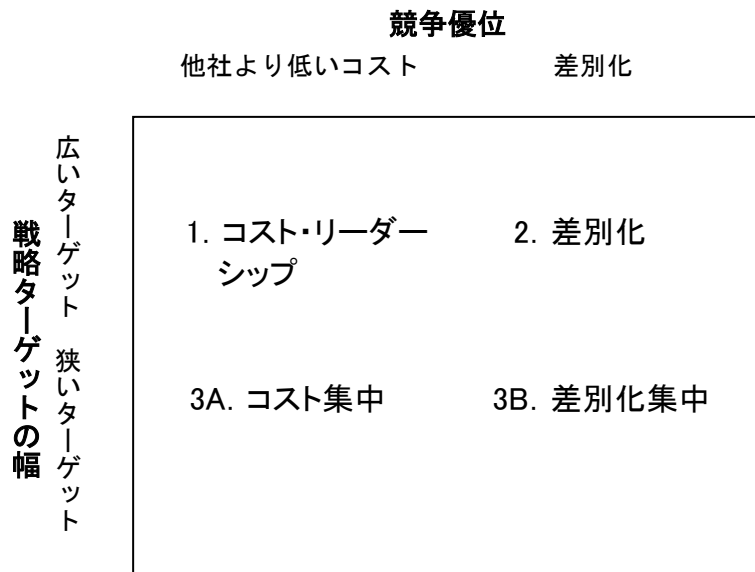 競争優位
他社より低いコスト 差別化
戦略ターゲットの幅
広いターゲット 狭いターゲット
1. コスト・リーダー
シップ
2. 差別化
3A. コスト集中 3B. 差別化集中